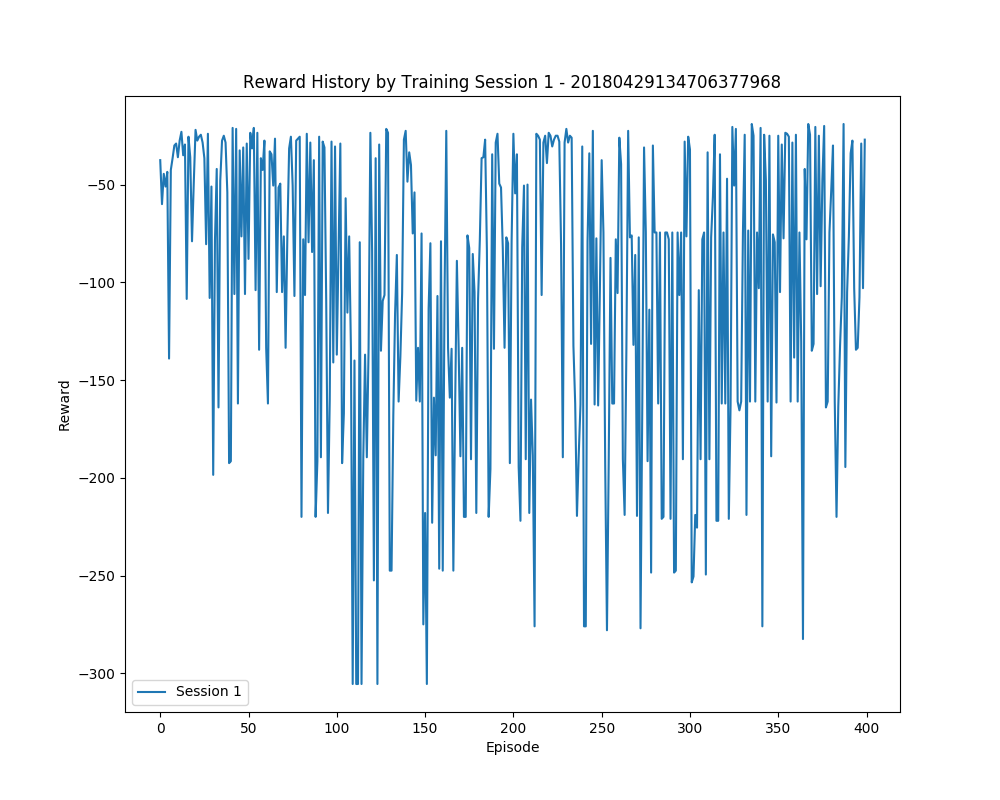 Reward History by Training Session 1 - 20180429134706377968
Reward
−50
−100
−150
−200
−250
−300
Session 1
0 50 100 150 200 250 300 350 400
Episode